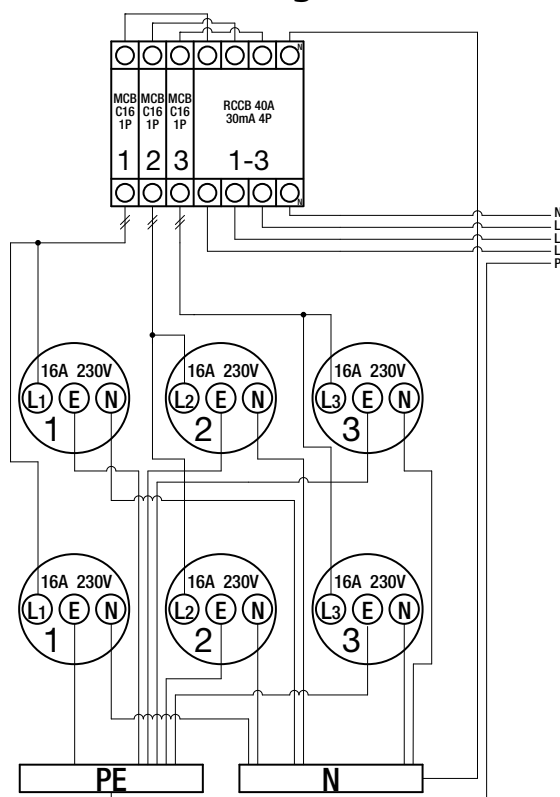 N
MCB
C16
1P
1
MCB
C16
1P
2
MCB
C16
1P
3
RCCB 40A
30mA 4P
1-3
N
N
L
L
L
P
16A 230V
L1 E N
1
16A 230V
L2 E N
2
16A 230V
L3 E N
3
16A 230V
L1 E N
1
16A 230V
L2 E N
2
16A 230V
L3 E N
3
PE
N